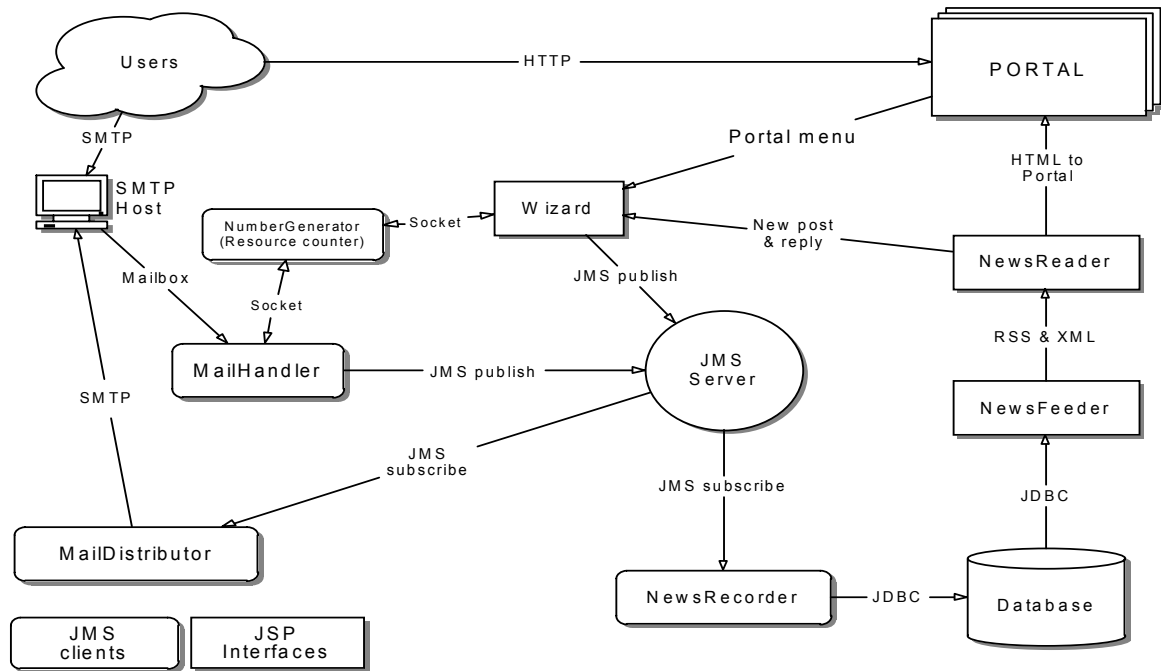 Users
HTTP
PORTAL
SMTP
Portal menu
HTML to
Portal
SMTP
Host
NumberGenerator
(Resource counter)
Socket
Wizard
New post
& reply
NewsReader
Mailbox
Socket
JMS publish
RSS & XML
MailHandler
JMS publish
JMS
Server
SMTP
NewsFeeder
JMS
subscribe
JMS subscribe
JDBC
MailDistributor
NewsRecorder
JDBC
Database
JMS
clients
JSP
Interfaces